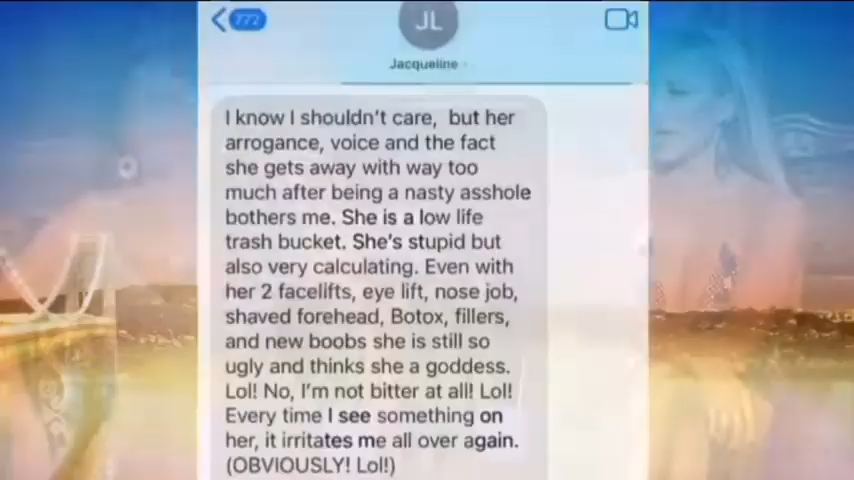 772
JL
Jacqueline
I know I shouldn't care, but her
arrogance, voice and the fact
she gets away with way too
much after being a nasty asshole
bothers me. She is a low life
trash bucket. She's stupid but
also very calculating. Even with
her 2 facelifts, eye lift, nose job,
shaved forehead, Botox, fillers,
and new boobs she is still so
ugly and thinks she a goddess.
Lol! No, I'm not bitter at all! Lol!
Every time I see something on
her, it irritates me all over again.
(OBVIOUSLY! Lol!)